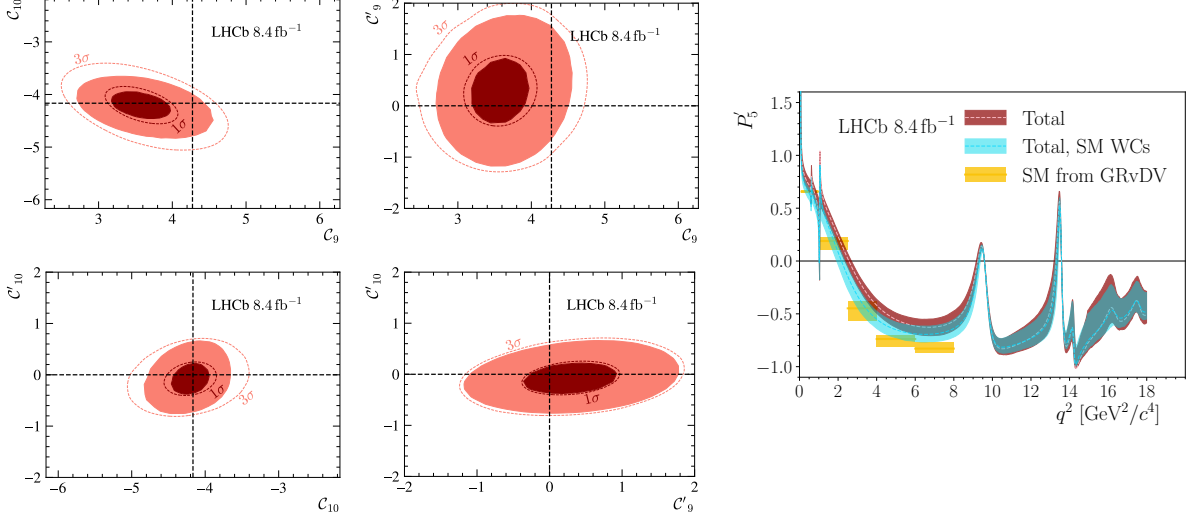 𝒞₁₀
LHCb 8.4 fb⁻¹
3σ
1σ
−3
−4
−5
−6
3
4
5
6
𝒞₉
𝒞′₉
LHCb 8.4 fb⁻¹
3σ
1σ
2
1
0
−1
−2
3
4
5
6
𝒞₉
𝒞′₁₀
LHCb 8.4 fb⁻¹
1σ
3σ
2
1
0
−1
−2
−6
−5
−4
−3
𝒞₁₀
𝒞′₁₀
LHCb 8.4 fb⁻¹
3σ
1σ
2
1
0
−1
−2
−2
−1
0
1
2
𝒞′₉
P′₅
LHCb 8.4 fb⁻¹
Total
Total, SM WCs
SM from GRvDV
1.5
1.0
0.5
0.0
−0.5
−1.0
0 2 4 6 8 10 12 14 16 18
q² [GeV²/c⁴]